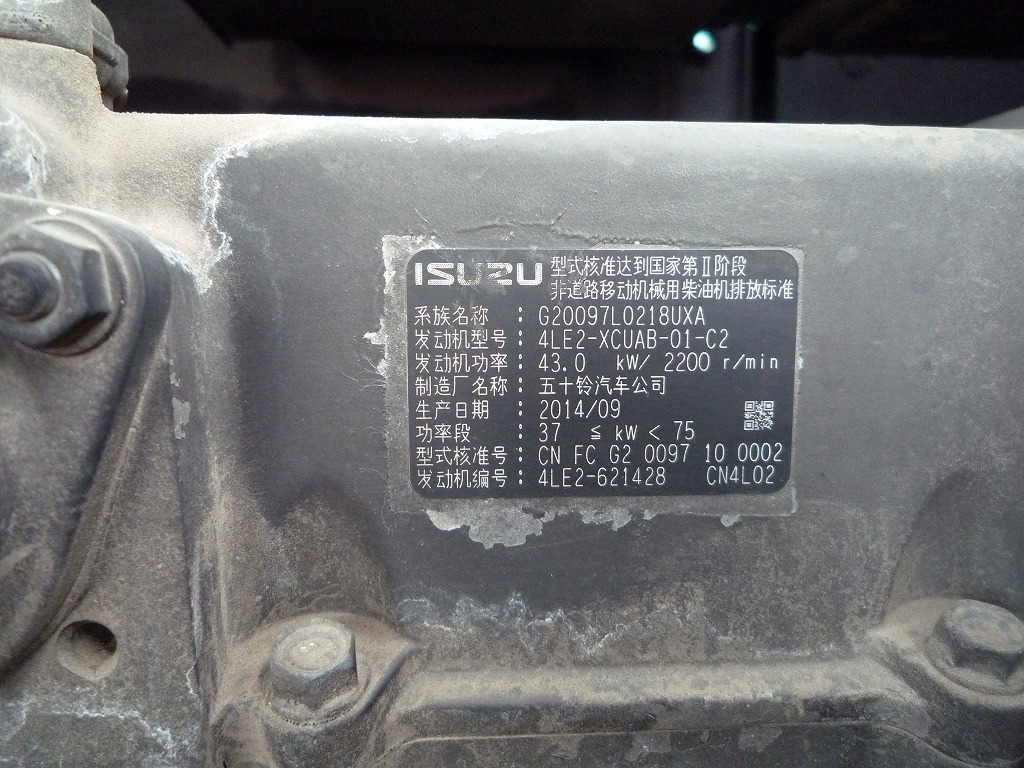 ISUZU 型式核准达到国家第Ⅱ阶段
非道路移动机械用柴油机排放标准
系族名称 : G20097L0218UXA
发动机型号 : 4LE2-XCUAB-01-C2
发动机功率 : 43.0 kW/ 2200 r/min
制造厂名称 : 五十铃汽车公司
生产日期 : 2014/09
功率段 : 37 ≦ kW < 75
型式核准号 : CN FC G2 0097 10 0002
发动机编号 : 4LE2-621428 CN4L02